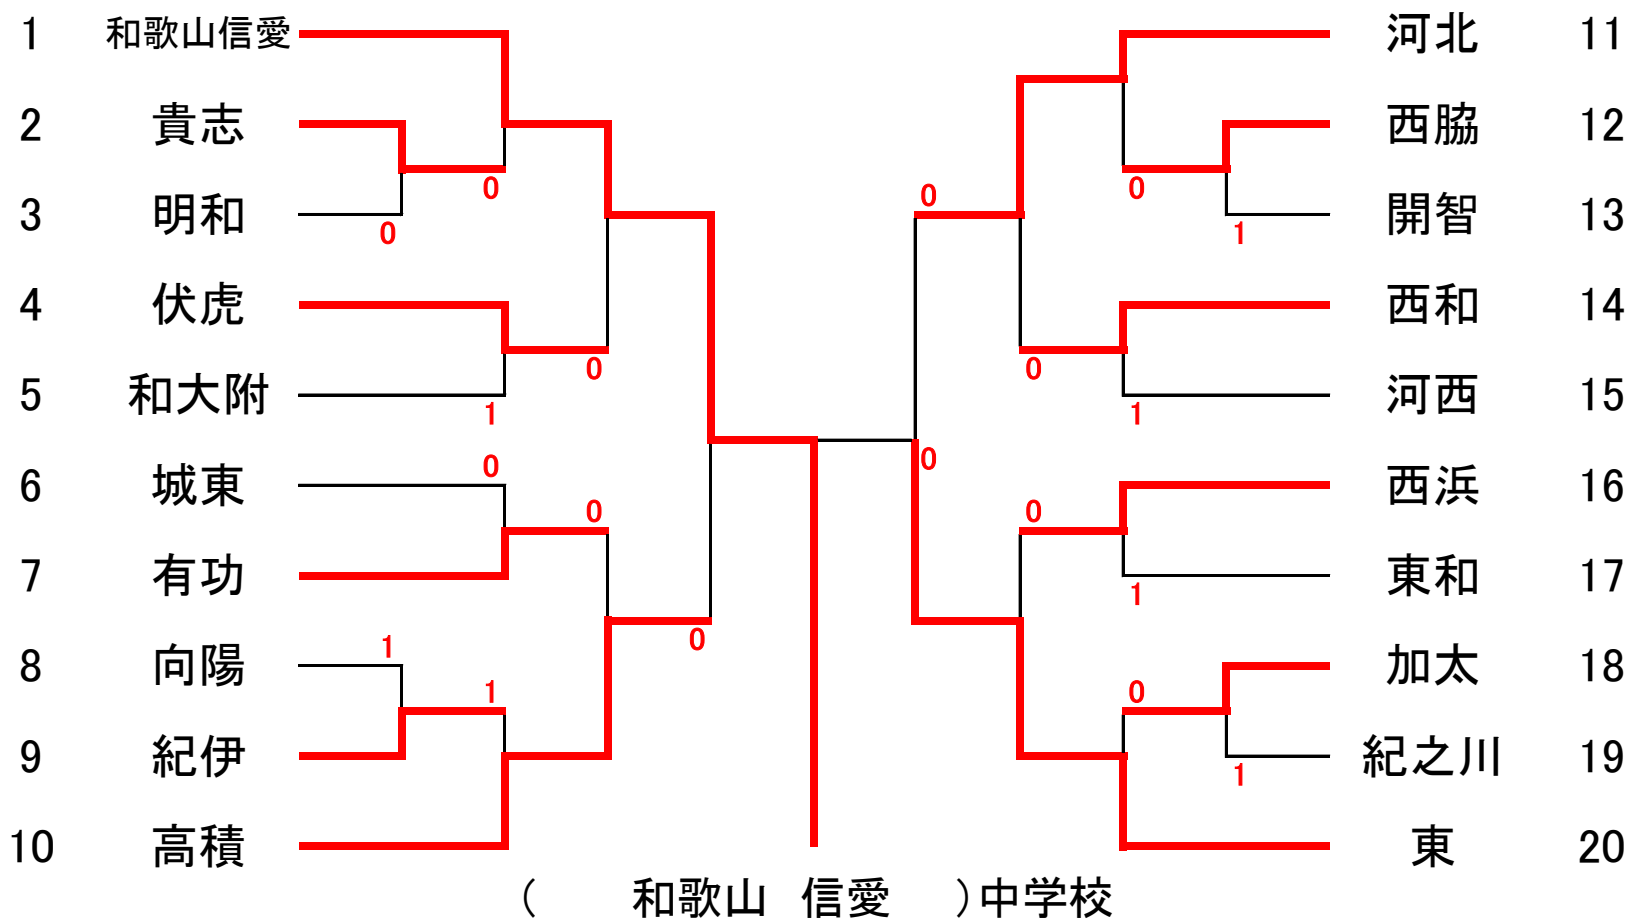 1 和歌山信愛 河北 11
2 貴志 西脇 12
0 0 0
3 明和 開智 13
0 1
4 伏虎 西和 14
0 0
5 和大附 河西 15
1 1
0 0
6 城東 西浜 16
0 0
7 有功 東和 17
1
1 0
8 向陽 加太 18
1 0
9 紀伊 紀之川 19
1
10 高積 東 20
( 和歌山 信愛 )中学校